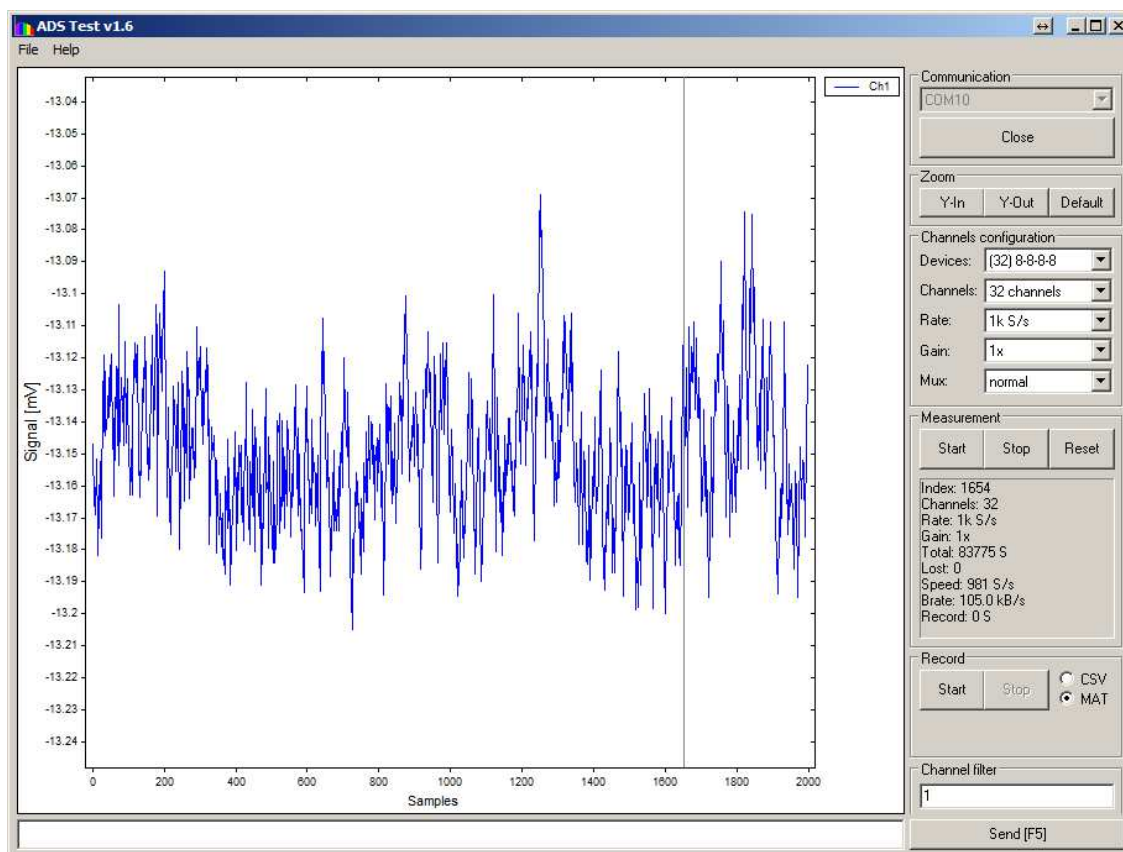 ADS Test v1.6
File Help
Ch1
Signal [mV]
-13.04
-13.05
-13.06
-13.07
-13.08
-13.09
-13.1
-13.11
-13.12
-13.13
-13.14
-13.15
-13.16
-13.17
-13.18
-13.19
-13.2
-13.21
-13.22
-13.23
-13.24
0 200 400 600 800 1000 1200 1400 1600 1800 2000
Samples
Communication
COM10
Close
Zoom
Y-In Y-Out Default
Channels configuration
Devices: (32) 8-8-8-8
Channels: 32 channels
Rate: 1k S/s
Gain: 1x
Mux: normal
Measurement
Start Stop Reset
Index: 1654
Channels: 32
Rate: 1k S/s
Gain: 1x
Total: 83775 S
Lost: 0
Speed: 981 S/s
Brate: 105.0 kB/s
Record: 0 S
Record
Start Stop CSV
MAT
Channel filter
1
Send [F5]